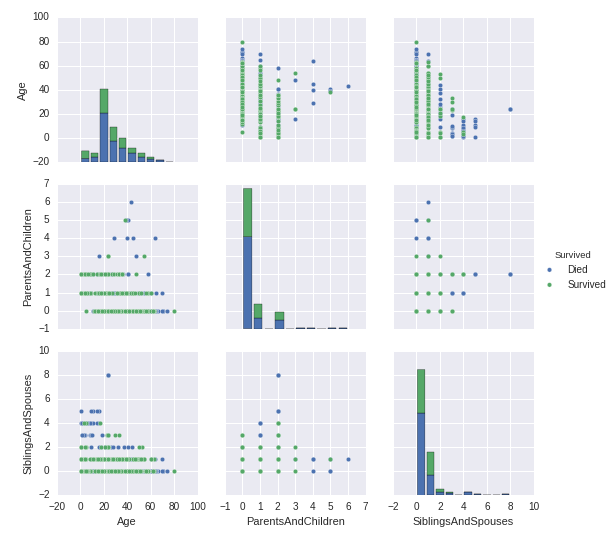 100
80
60
40
20
0
−20
Age
7
6
5
4
3
2
1
0
−1
ParentsAndChildren
Survived
Died
Survived
10
8
6
4
2
0
−2
SiblingsAndSpouses
−20 0 20 40 60 80 100
Age
−1 0 1 2 3 4 5 6 7
ParentsAndChildren
−2 0 2 4 6 8 10
SiblingsAndSpouses